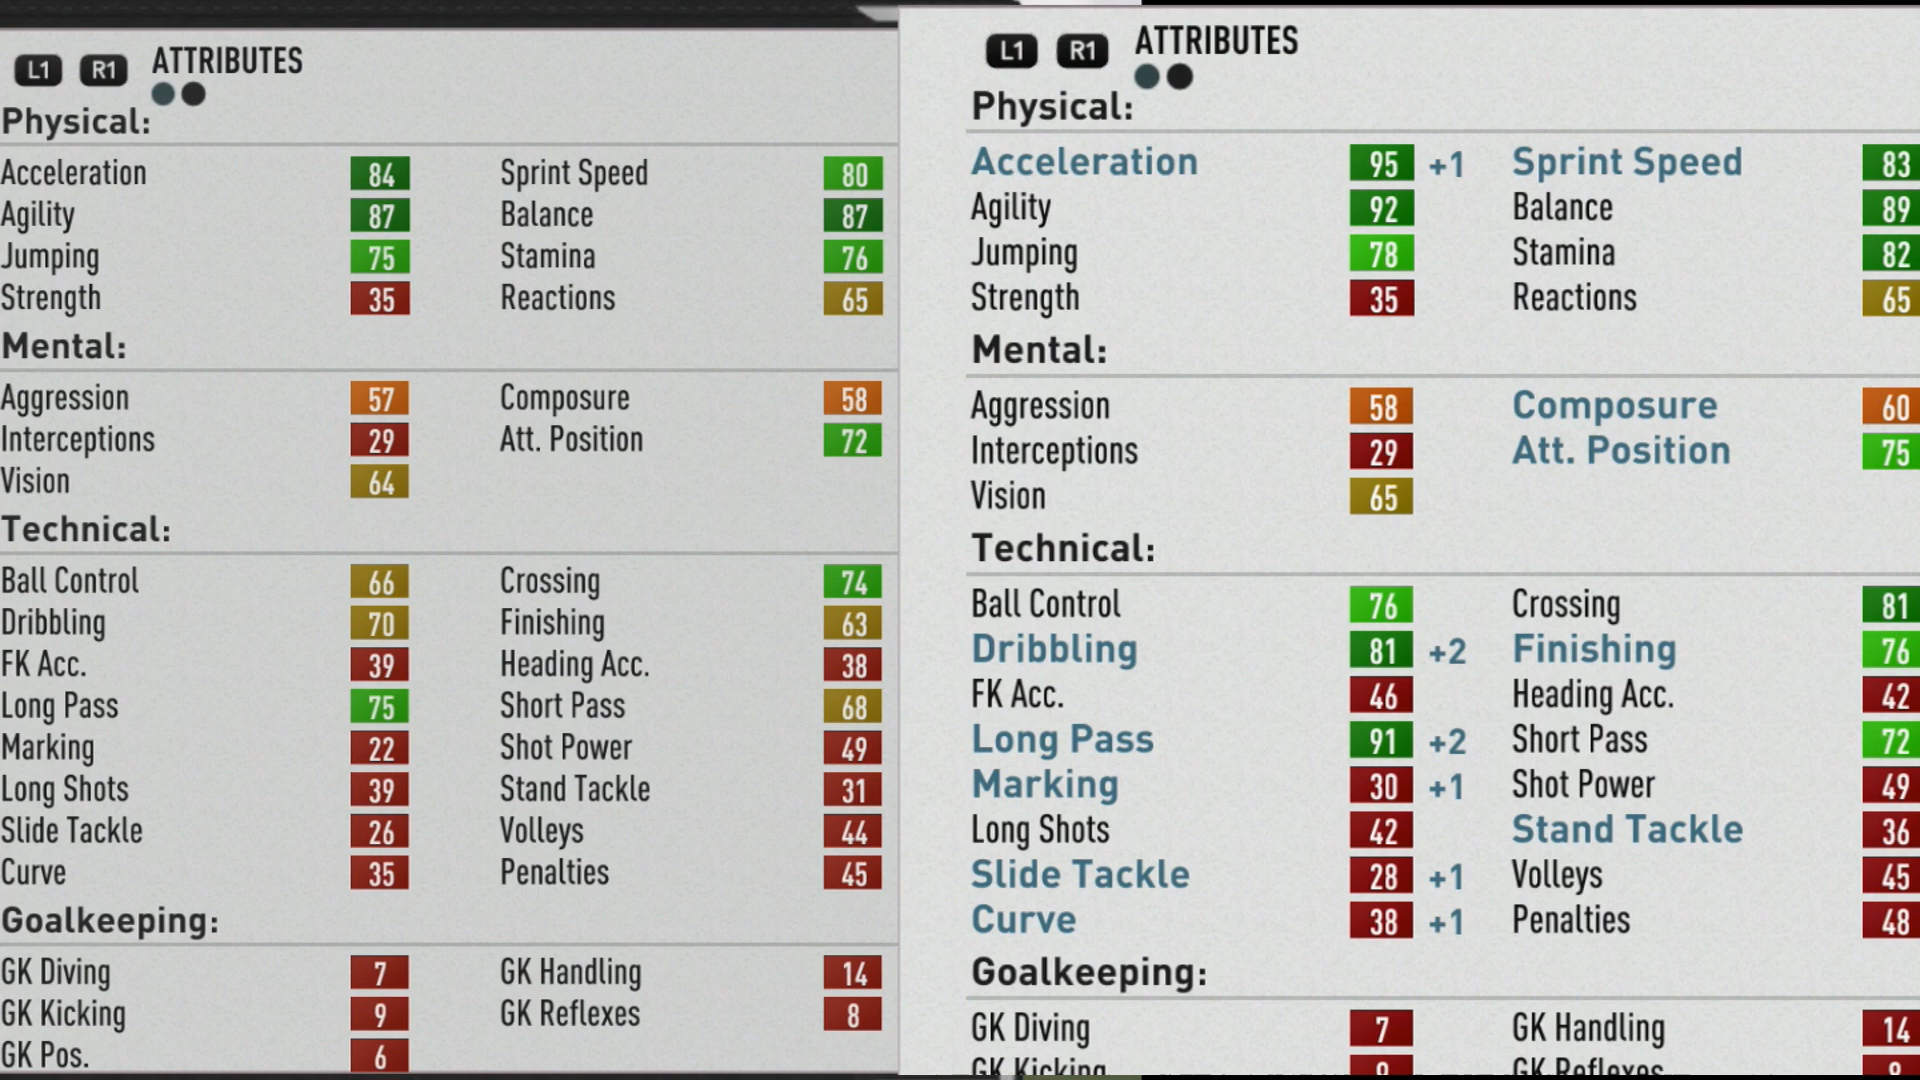 L1 R1 ATTRIBUTES
Physical:
Acceleration 84 Sprint Speed 80
Agility 87 Balance 87
Jumping 75 Stamina 76
Strength 35 Reactions 65
Mental:
Aggression 57 Composure 58
Interceptions 29 Att. Position 72
Vision 64
Technical:
Ball Control 66 Crossing 74
Dribbling 70 Finishing 63
FK Acc. 39 Heading Acc. 38
Long Pass 75 Short Pass 68
Marking 22 Shot Power 49
Long Shots 39 Stand Tackle 31
Slide Tackle 26 Volleys 44
Curve 35 Penalties 45
Goalkeeping:
GK Diving 7 GK Handling 14
GK Kicking 9 GK Reflexes 8
GK Pos. 6
L1 R1 ATTRIBUTES
Physical:
Acceleration 95 +1 Sprint Speed 83
Agility 92 Balance 89
Jumping 78 Stamina 82
Strength 35 Reactions 65
Mental:
Aggression 58 Composure 60
Interceptions 29 Att. Position 75
Vision 65
Technical:
Ball Control 76 Crossing 81
Dribbling 81 +2 Finishing 76
FK Acc. 46 Heading Acc. 42
Long Pass 91 +2 Short Pass 72
Marking 30 +1 Shot Power 49
Long Shots 42 Stand Tackle 36
Slide Tackle 28 +1 Volleys 45
Curve 38 +1 Penalties 48
Goalkeeping:
GK Diving 7 GK Handling 14
GK Kicking 9 GK Reflexes 8